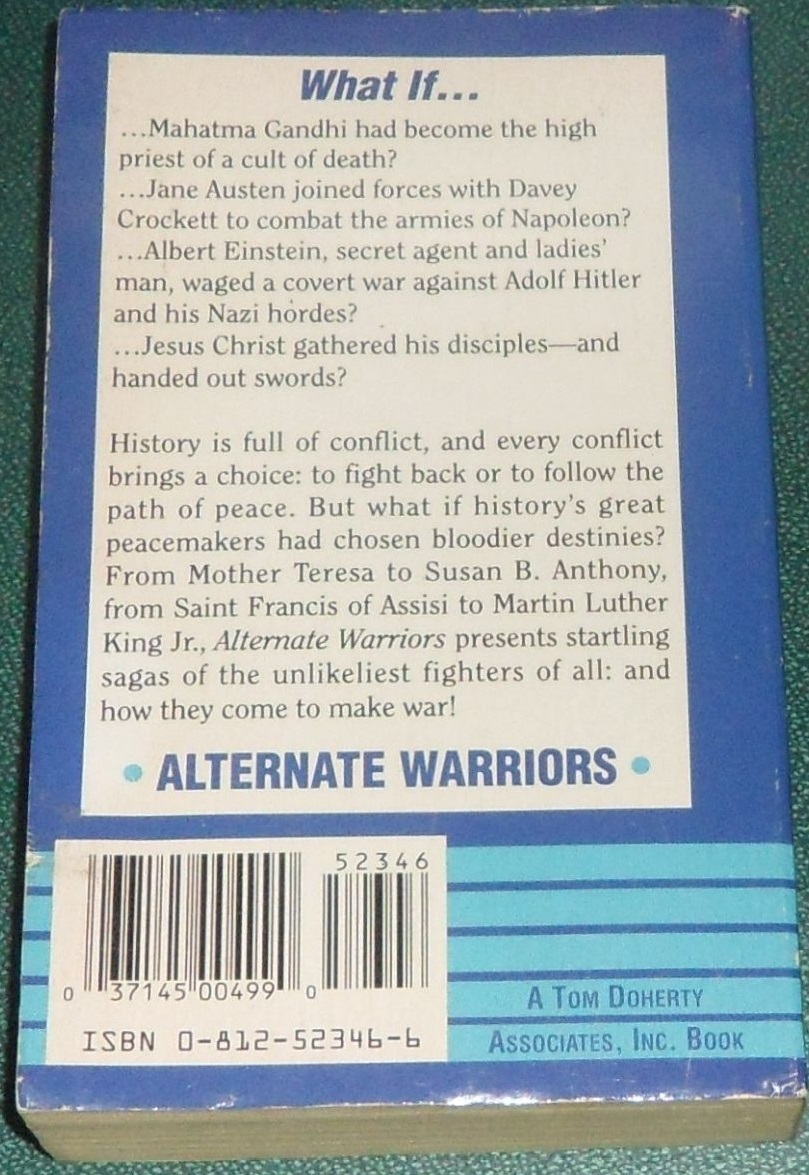 What If...
...Mahatma Gandhi had become the high
priest of a cult of death?
...Jane Austen joined forces with Davey
Crockett to combat the armies of Napoleon?
...Albert Einstein, secret agent and ladies'
man, waged a covert war against Adolf Hitler
and his Nazi hordes?
...Jesus Christ gathered his disciples—and
handed out swords?
History is full of conflict, and every conflict
brings a choice: to fight back or to follow the
path of peace. But what if history's great
peacemakers had chosen bloodier destinies?
From Mother Teresa to Susan B. Anthony,
from Saint Francis of Assisi to Martin Luther
King Jr., Alternate Warriors presents startling
sagas of the unlikeliest fighters of all: and
how they come to make war!
• ALTERNATE WARRIORS •
52346
0 37145 00499 0
ISBN 0-812-52346-6
A TOM DOHERTY
ASSOCIATES, INC. BOOK